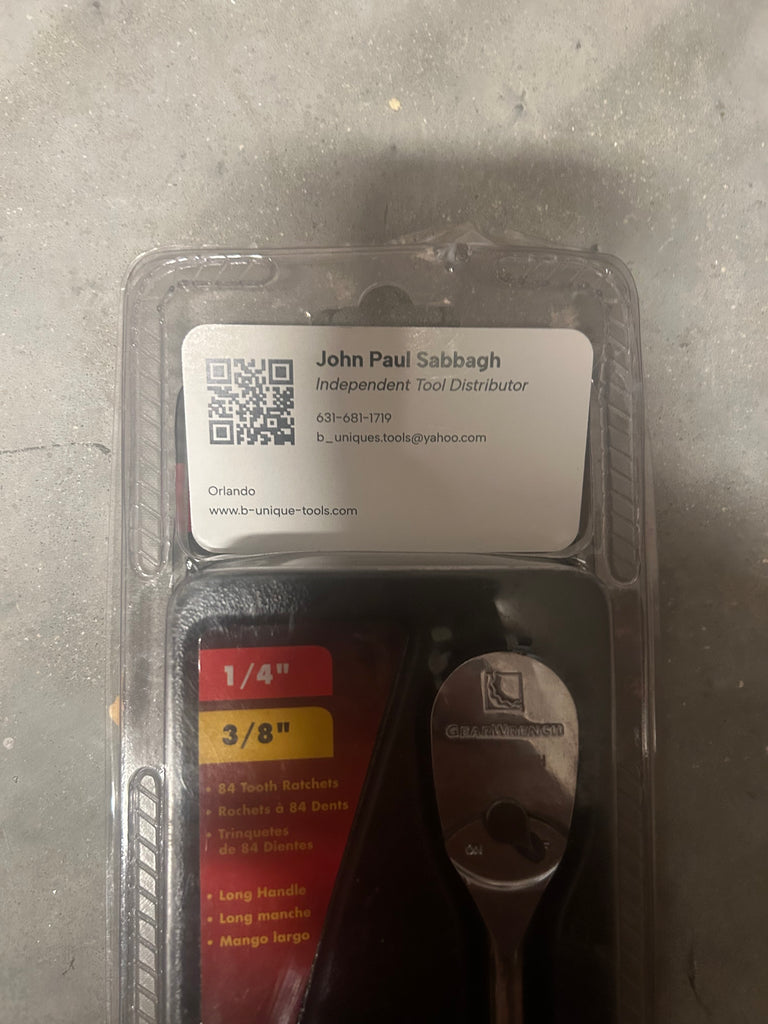 John Paul Sabbagh
Independent Tool Distributor
631-681-1719
b_uniques.tools@yahoo.com
Orlando
www.b-unique-tools.com
1/4"
3/8"
• 84 Tooth Ratchets
• Rochets à 84 Dents
• Trinquetes
de 84 Dientes
• Long Handle
• Long manche
• Mango largo
GEARWRENCH
ON